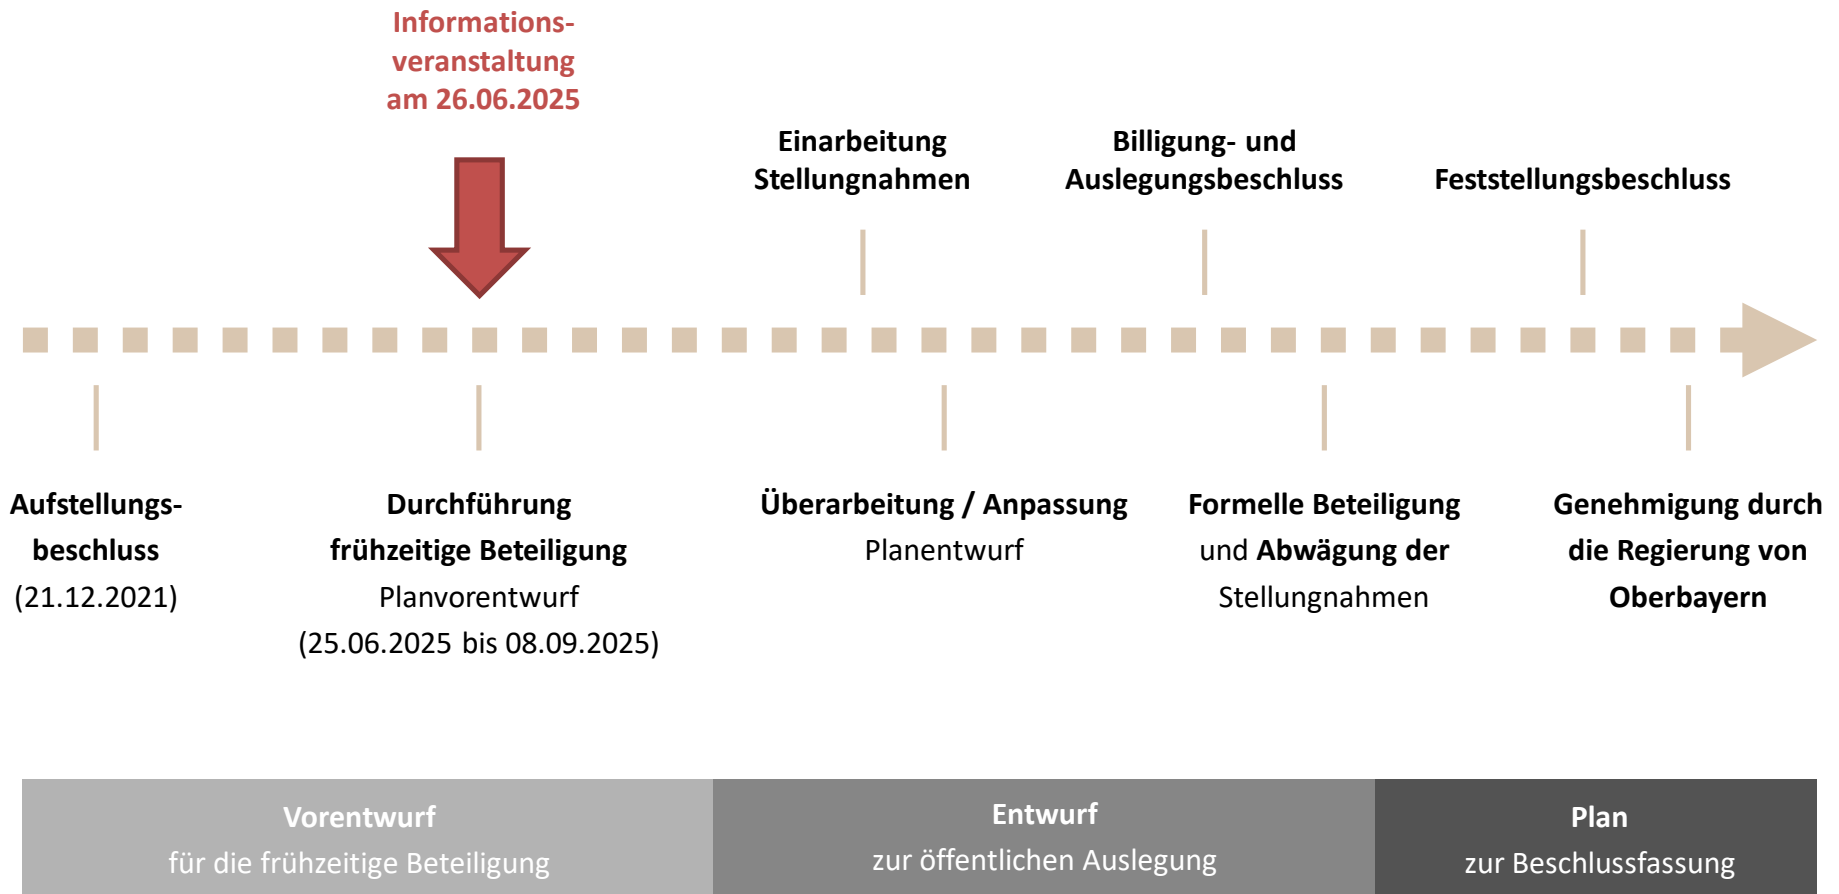 Informations-
veranstaltung
am 26.06.2025
Einarbeitung
Stellungnahmen
Billigung- und
Auslegungsbeschluss
Feststellungsbeschluss
Aufstellungs-
beschluss
(21.12.2021)
Durchführung
frühzeitige Beteiligung
Planvorentwurf
(25.06.2025 bis 08.09.2025)
Überarbeitung / Anpassung
Planentwurf
Formelle Beteiligung
und Abwägung der
Stellungnahmen
Genehmigung durch
die Regierung von
Oberbayern
Vorentwurf
für die frühzeitige Beteiligung
Entwurf
zur öffentlichen Auslegung
Plan
zur Beschlussfassung